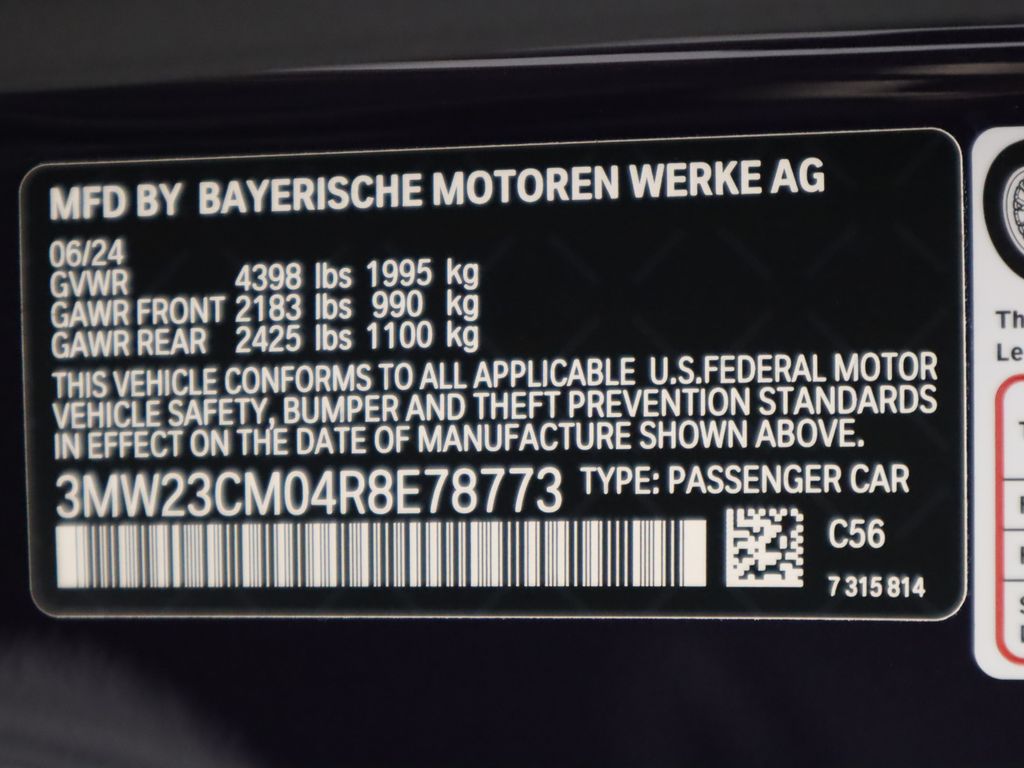 MFD BY BAYERISCHE MOTOREN WERKE AG
06/24
GVWR 4398 lbs 1995 kg
GAWR FRONT 2183 lbs 990 kg
GAWR REAR 2425 lbs 1100 kg
THIS VEHICLE CONFORMS TO ALL APPLICABLE U.S.FEDERAL MOTOR
VEHICLE SAFETY, BUMPER AND THEFT PREVENTION STANDARDS
IN EFFECT ON THE DATE OF MANUFACTURE SHOWN ABOVE.
3MW23CM04R8E78773 TYPE: PASSENGER CAR
C56
7 315 814
Th
Le